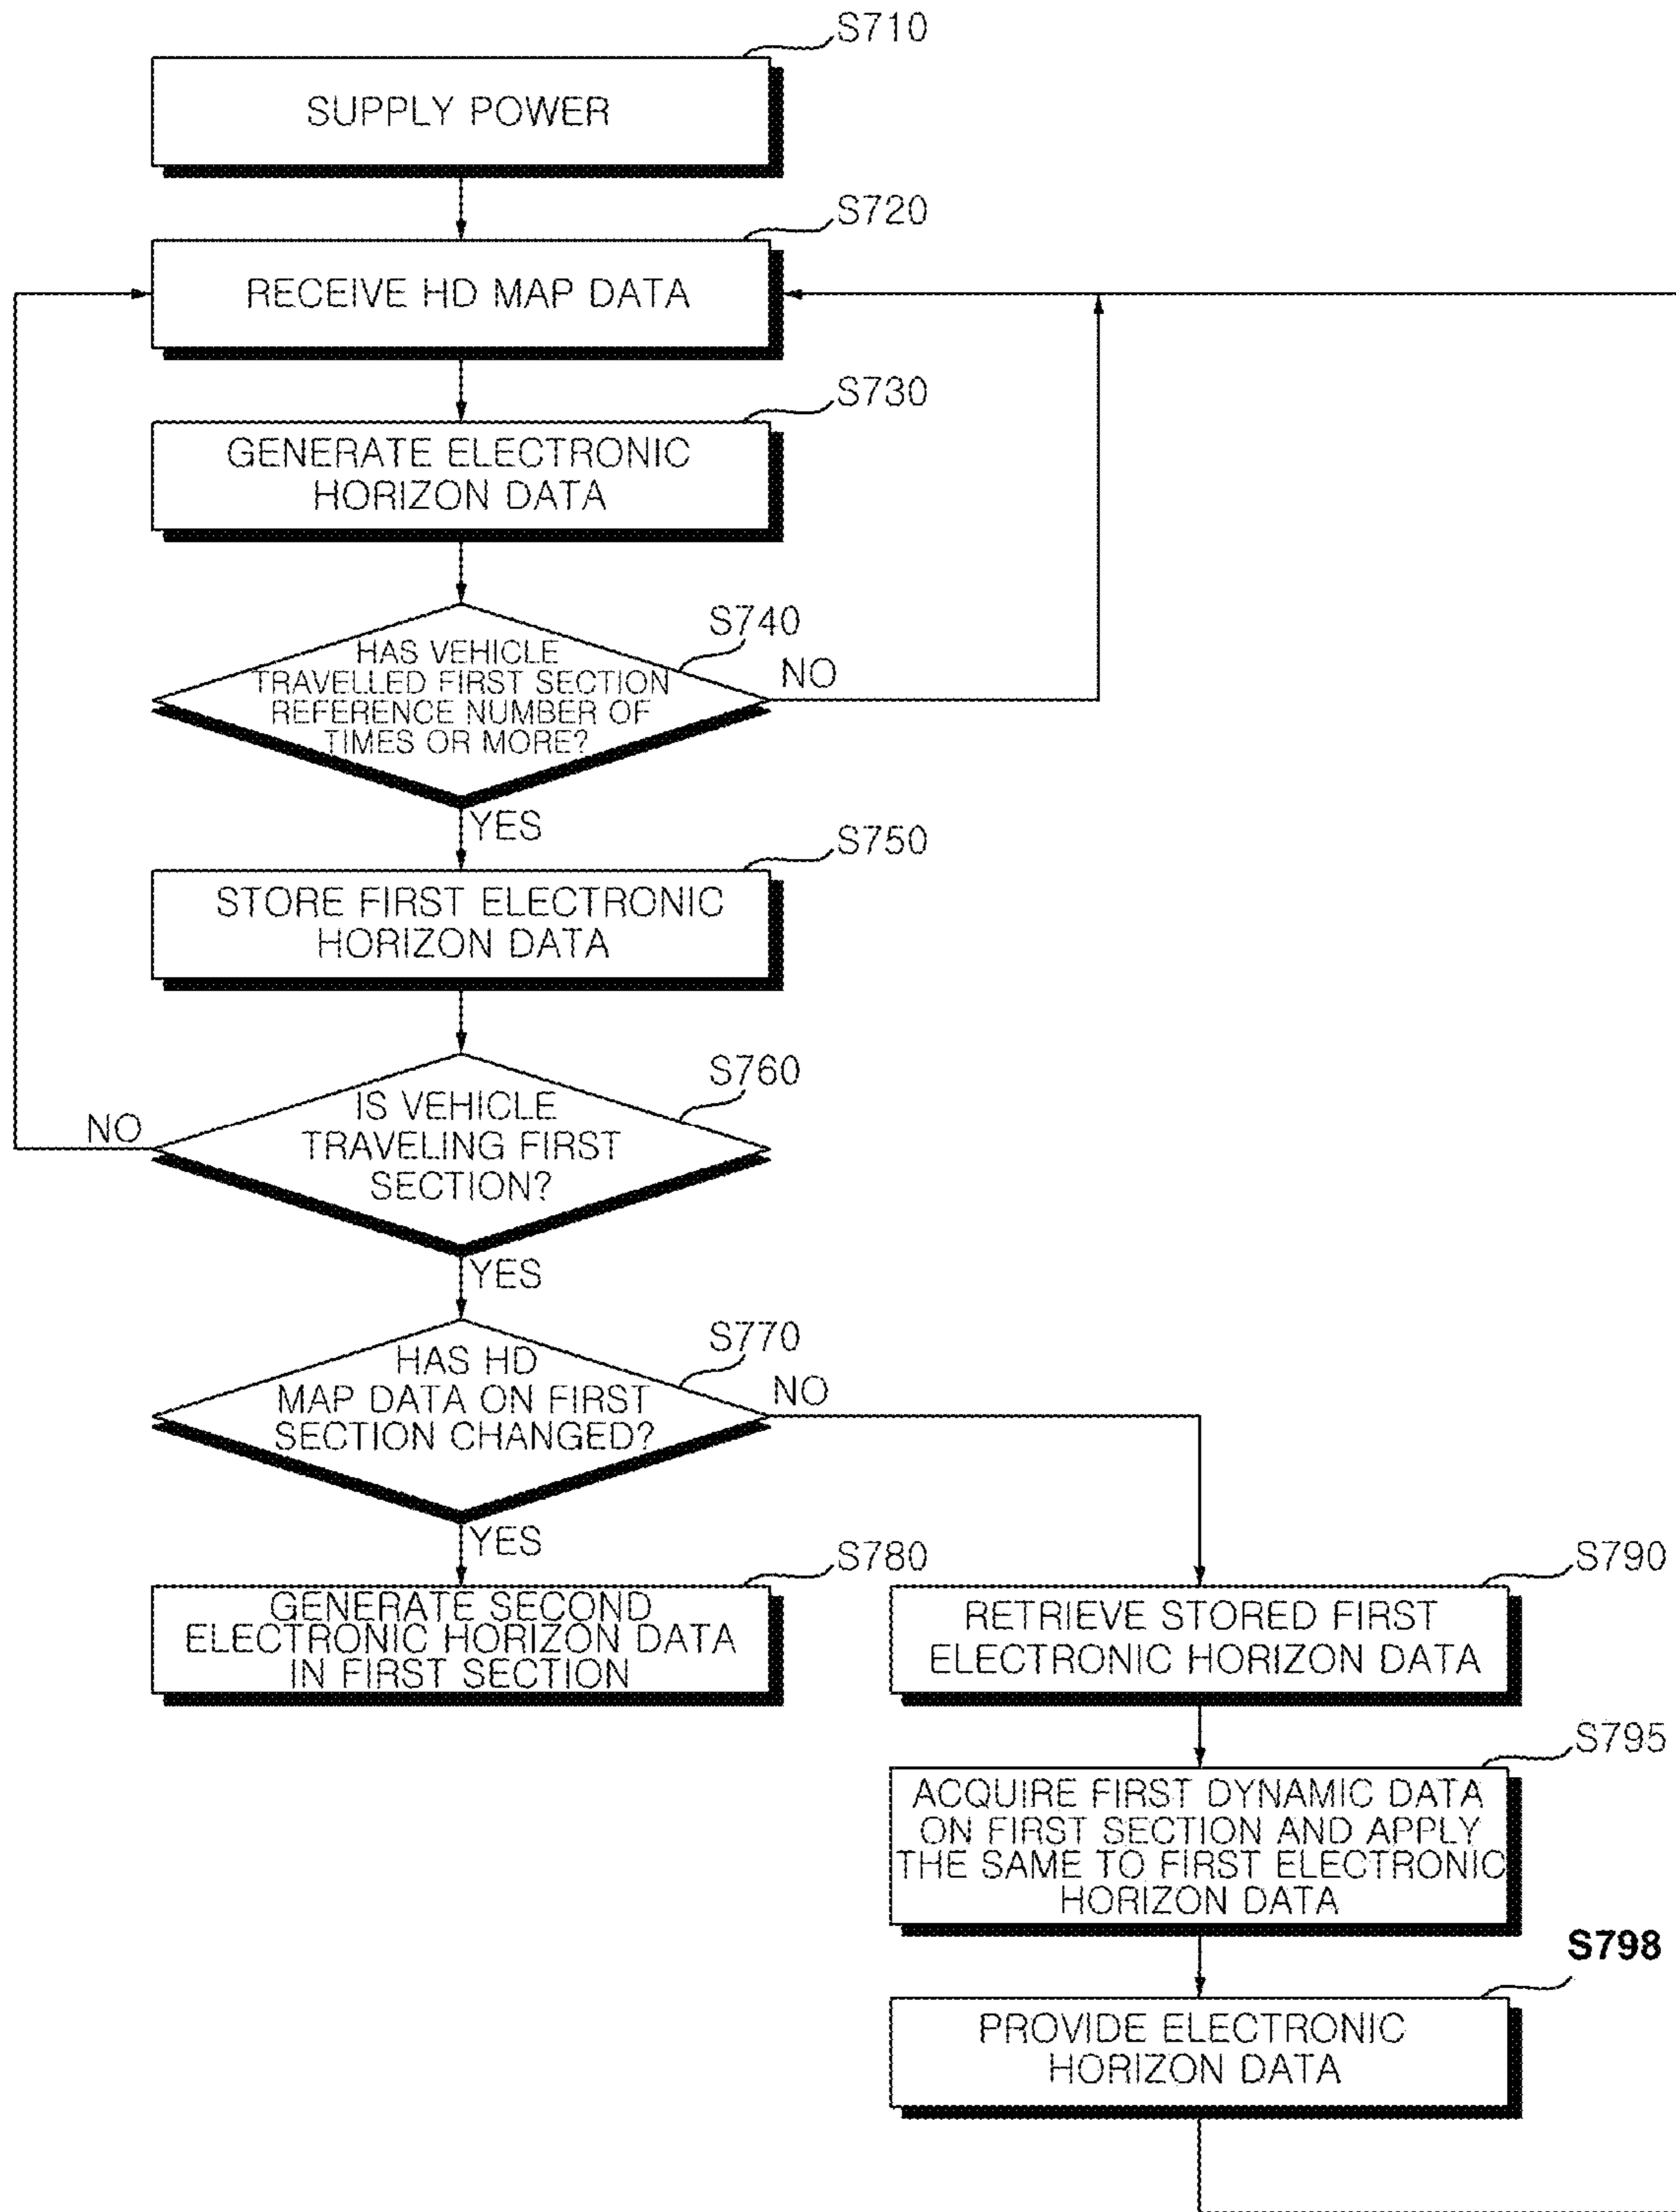 S710
SUPPLY POWER
S720
RECEIVE HD MAP DATA
S730
GENERATE ELECTRONIC
HORIZON DATA
S740
HAS VEHICLE
TRAVELLED FIRST SECTION
REFERENCE NUMBER OF
TIMES OR MORE?
NO
YES
S750
STORE FIRST ELECTRONIC
HORIZON DATA
S760
IS VEHICLE
TRAVELING FIRST
SECTION?
NO
YES
S770
HAS HD
MAP DATA ON FIRST
SECTION CHANGED?
NO
YES
S780
GENERATE SECOND
ELECTRONIC HORIZON DATA
IN FIRST SECTION
S790
RETRIEVE STORED FIRST
ELECTRONIC HORIZON DATA
S795
ACQUIRE FIRST DYNAMIC DATA
ON FIRST SECTION AND APPLY
THE SAME TO FIRST ELECTRONIC
HORIZON DATA
S798
PROVIDE ELECTRONIC
HORIZON DATA